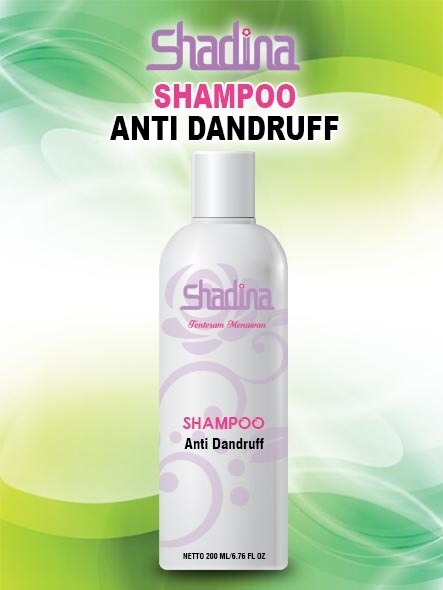 Shadina
SHAMPOO
ANTI DANDRUFF
Shadina
Tenteram Menawan
SHAMPOO
Anti Dandruff
NETTO 200 ML/6.76 FL OZ